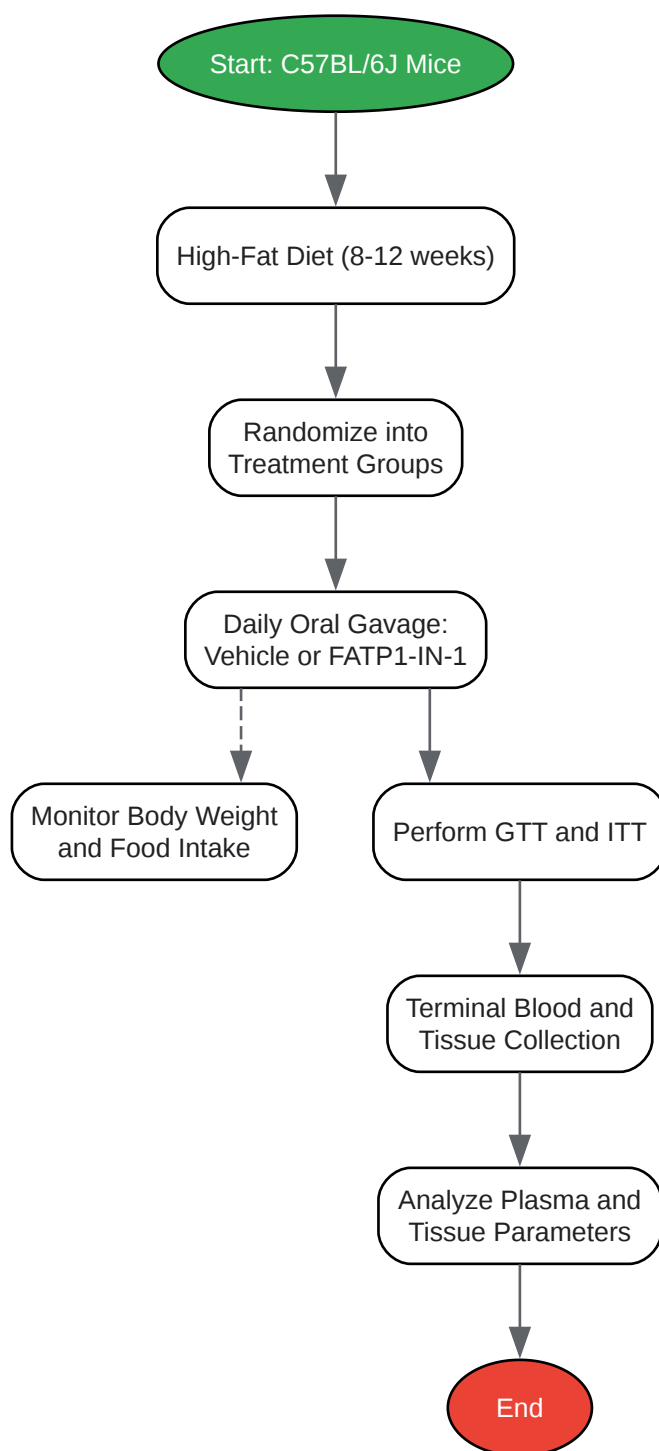 Start: C57BL/6J Mice
High-Fat Diet (8-12 weeks)
Randomize into
Treatment Groups
Daily Oral Gavage:
Vehicle or FATP1-IN-1
Monitor Body Weight
and Food Intake
Perform GTT and ITT
Terminal Blood and
Tissue Collection
Analyze Plasma and
Tissue Parameters
End